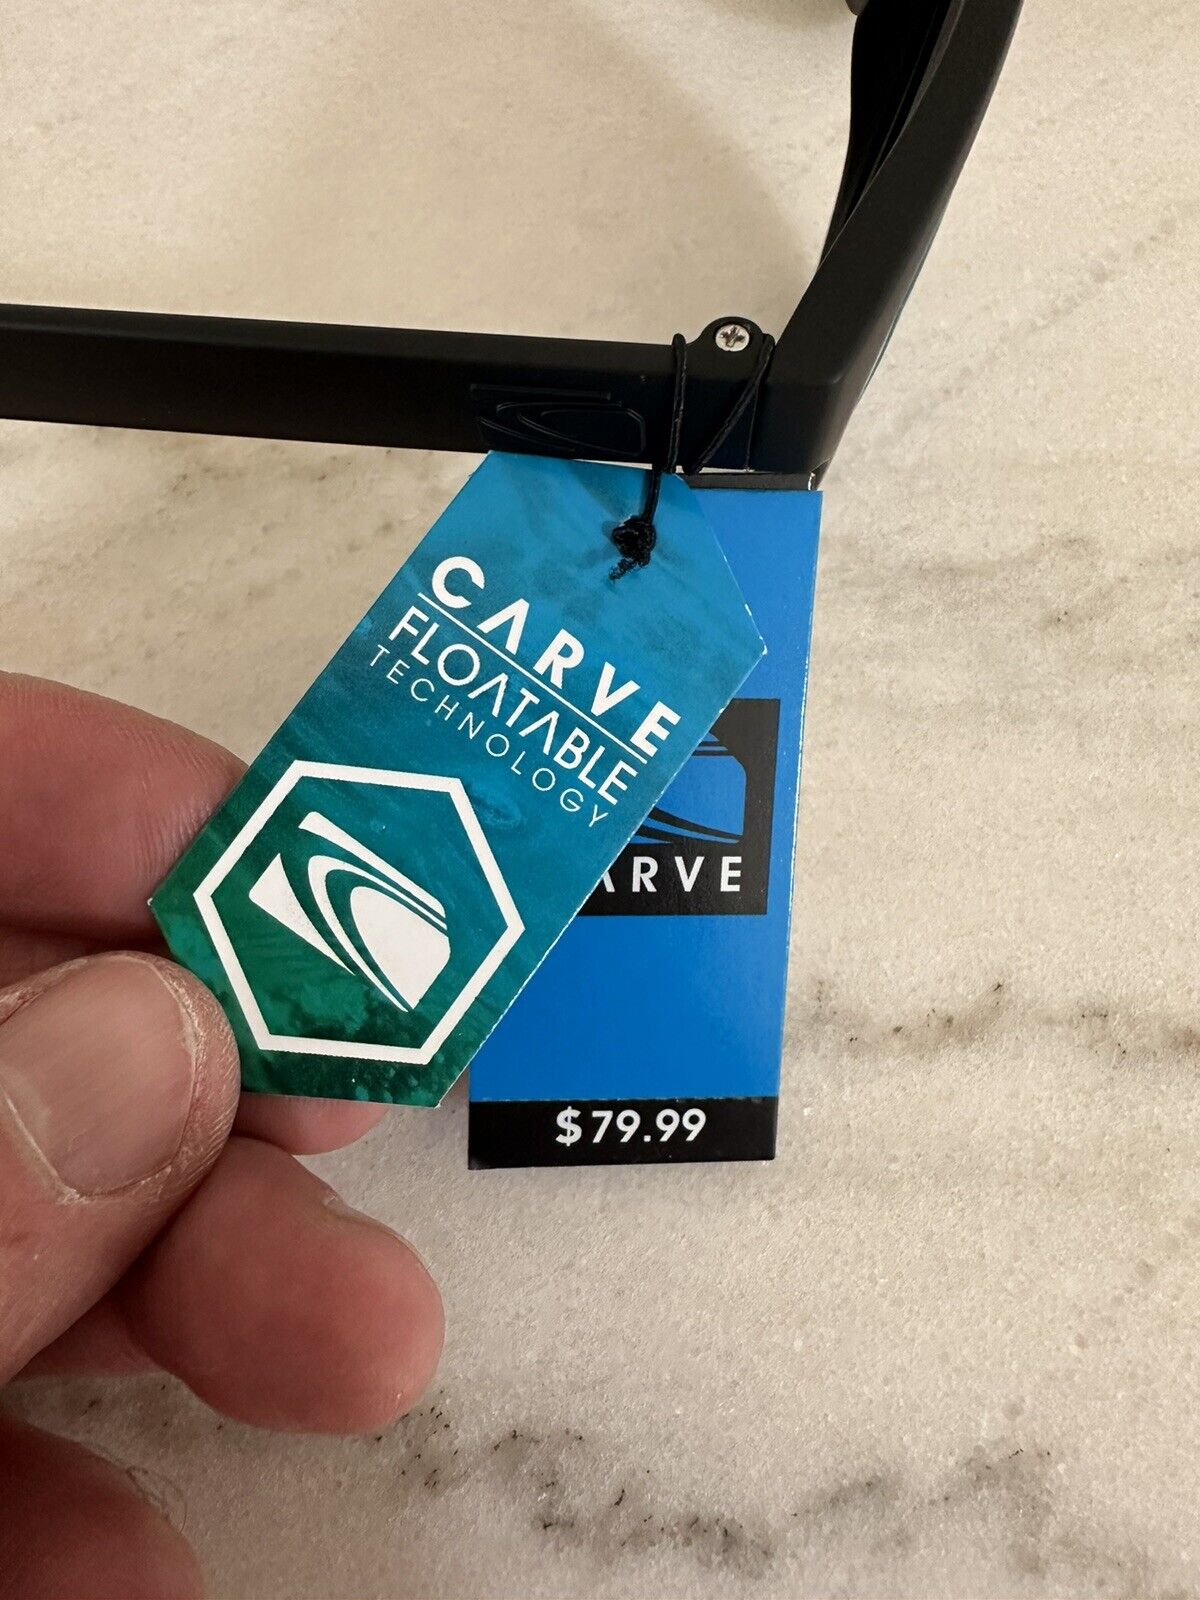 CARVE
FLOATABLE
TECHNOLOGY
ARVE
$79.99